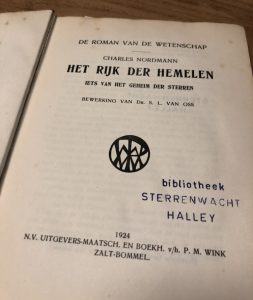 DE ROMAN VAN DE WETENSCHAP
CHARLES NORDMANN
HET RIJK DER HEMELEN
IETS VAN HET GEHEIM DER STERREN
BEWERKING VAN DR. S. L. VAN OSS
bibliotheek
STERRENWACHT
HALLEY
1924
N.V. UITGEVERS-MAATSCH. EN BOEKH. v/h. P. M. WINK
ZALT-BOMMEL.